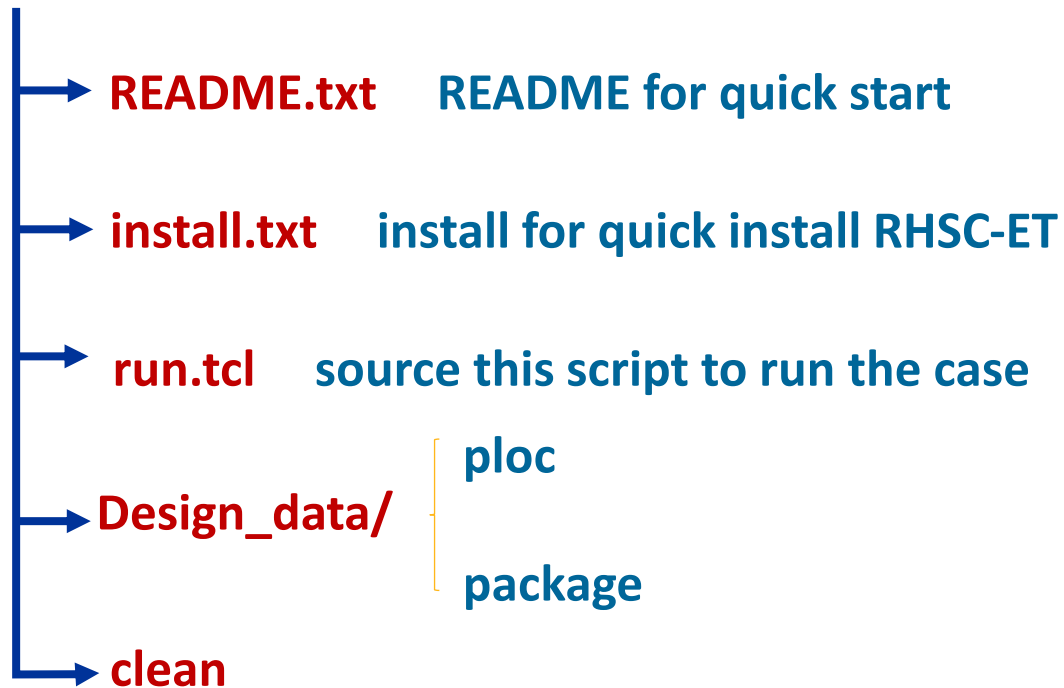 README.txt README for quick start
install.txt install for quick install RHSC-ET
run.tcl source this script to run the case
ploc
Design_data/
package
clean